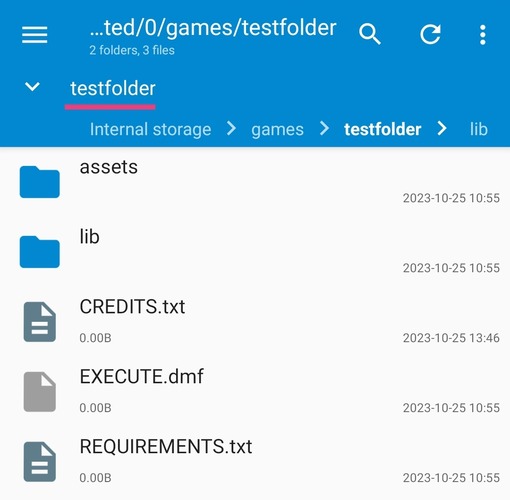 ...ted/0/games/testfolder
2 folders, 3 files
testfolder
Internal storage > games > testfolder > lib
assets
2023-10-25 10:55
lib
2023-10-25 10:55
CREDITS.txt
0.00B 2023-10-25 13:46
EXECUTE.dmf
0.00B 2023-10-25 10:55
REQUIREMENTS.txt
0.00B 2023-10-25 10:55